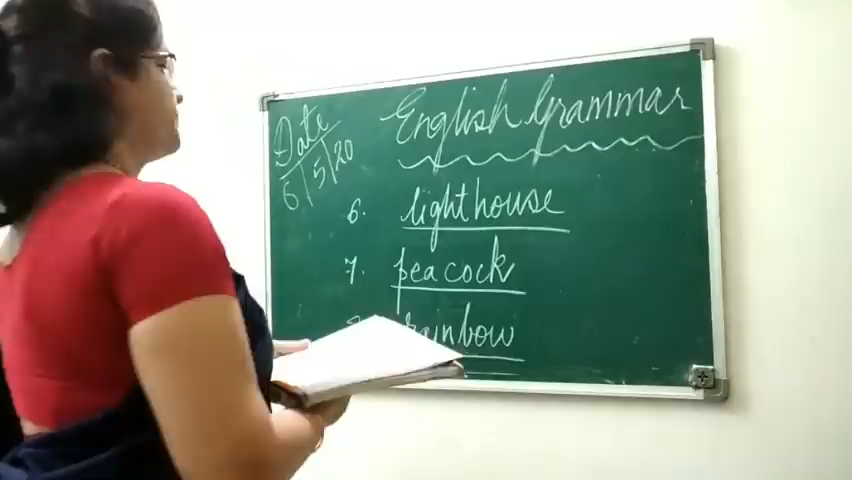 Date
6/5/20
English Grammar
6. lighthouse
7. peacock
rainbow